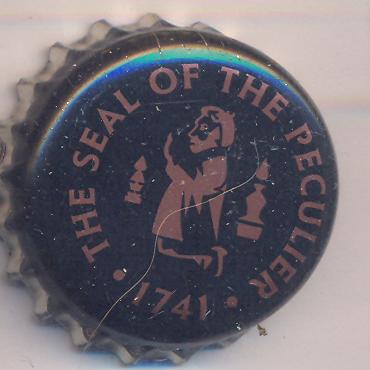 • THE SEAL OF THE PECULIER •
1741